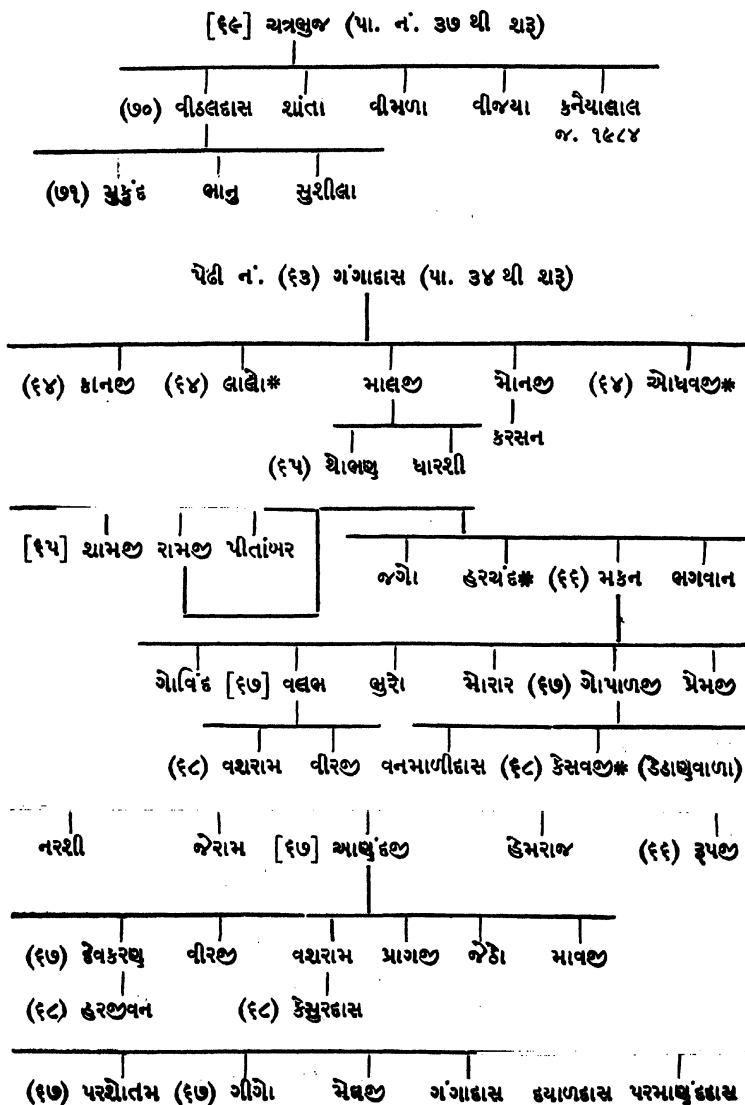 [૬૯] ચત્રભુજ (પા. નં. ૩૭ થી શરૂ)
(૭૦) વીઠલદાસ શાંતા વીમળા વીજયા કનૈયાલાલ
જ. ૧૯૮૪
(૭૧) મુકુંદ ભાનુ સુશીલા
પેઢી નં. (૬૩) ગંગાદાસ (પા. ૩૪ થી શરૂ)
(૬૪) કાનજી (૬૪) લાલો* માલજી મોનજી (૬૪) ઓધવજી*
કરસન
(૬૫) થોભણ ધારશી
[૬૫] શામજી રામજી પીતાંબર
જગો હરચંદ* (૬૬) મકન ભગવાન
ગોવિંદ [૬૭] વલભ ભુરો મોરાર (૬૭) ગોપાળજી પ્રેમજી
(૬૮) વશરામ વીરજી વનમાળીદાસ (૬૮) કેસવજી* (ડેઢાણુવાળા)
નરશી જેરામ [૬૭] આણંદજી હેમરાજ (૬૬) રૂપજી
(૬૭) દેવકરણ વીરજી વશરામ પ્રાગજી જેઠો માવજી
(૬૮) હરજીવન (૬૮) કેસુરદાસ
(૬૭) પરશોતમ (૬૭) ગીગો મેઘજી ગંગાદાસ દયાળદાસ પરમાણંદદાસ